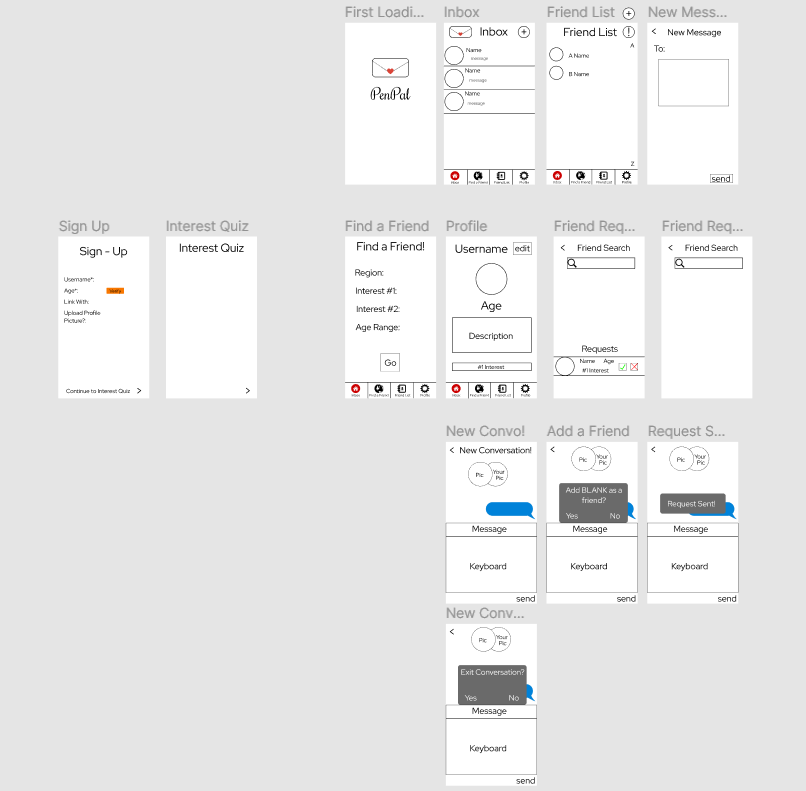 First Loadi...
Inbox
Friend List
New Mess...
PenPal
Inbox
Name
message
Name
message
Name
message
Inbox
Find a Friend
Friend List
Profile
Friend List
A
A Name
B Name
Z
Inbox
Find a Friend
Friend List
Profile
New Message
To:
send
Sign Up
Interest Quiz
Find a Friend
Profile
Friend Req...
Friend Req...
Sign - Up
Username*:
Age*:
Link With:
Upload Profile
Picture?:
Continue to Interest Quiz
Interest Quiz
Find a Friend!
Region:
Interest #1:
Interest #2:
Age Range:
Go
Inbox
Find a Friend
Friend List
Profile
Username
edit
Age
Description
#1 Interest
Inbox
Find a Friend
Friend List
Profile
Friend Search
Requests
Name Age
#1 Interest
Friend Search
New Convo!
Add a Friend
Request S...
New Conversation!
Pic
Your
Pic
Message
Keyboard
send
Pic
Your
Pic
Add BLANK as a
friend?
Yes No
Message
Keyboard
send
Pic
Your
Pic
Request Sent!
Message
Keyboard
send
New Conv...
Pic
Your
Pic
Exit Conversation?
Yes No
Message
Keyboard
send